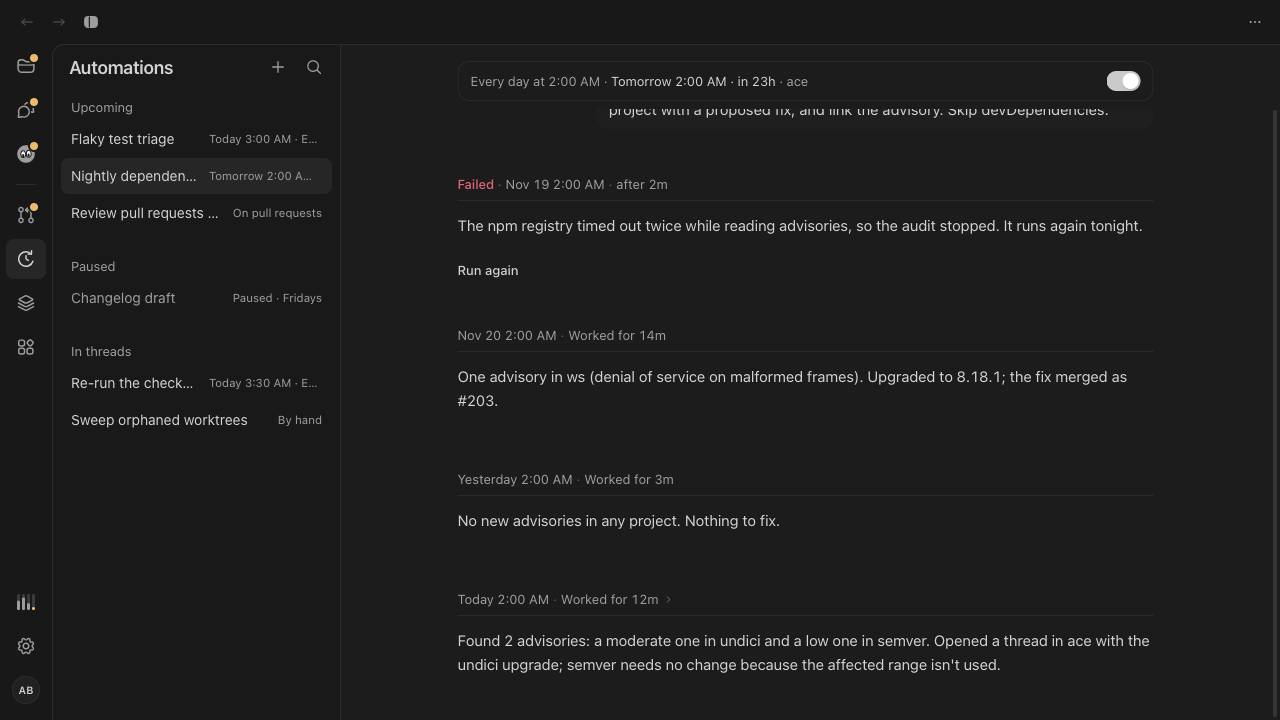 Automations
Upcoming
Flaky test triage Today 3:00 AM · E...
Nightly dependen... Tomorrow 2:00 A...
Review pull requests ... On pull requests
Paused
Changelog draft Paused · Fridays
In threads
Re-run the check... Today 3:30 AM · E...
Sweep orphaned worktrees By hand
AB
Every day at 2:00 AM · Tomorrow 2:00 AM · in 23h · ace
project with a proposed fix, and link the advisory. Skip devDependencies.
Failed · Nov 19 2:00 AM · after 2m
The npm registry timed out twice while reading advisories, so the audit stopped. It runs again tonight.
Run again
Nov 20 2:00 AM · Worked for 14m
One advisory in ws (denial of service on malformed frames). Upgraded to 8.18.1; the fix merged as
#203.
Yesterday 2:00 AM · Worked for 3m
No new advisories in any project. Nothing to fix.
Today 2:00 AM · Worked for 12m
Found 2 advisories: a moderate one in undici and a low one in semver. Opened a thread in ace with the
undici upgrade; semver needs no change because the affected range isn't used.